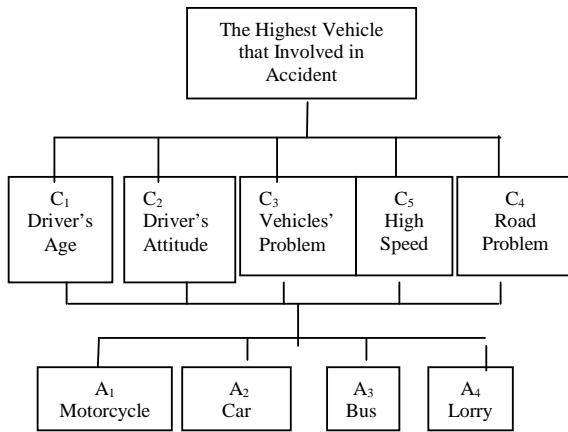 The Highest Vehicle
that Involved in
Accident
C₁
Driver’s
Age
C₂
Driver’s
Attitude
C₃
Vehicles’
Problem
C₅
High
Speed
C₄
Road
Problem
A₁
Motorcycle
A₂
Car
A₃
Bus
A₄
Lorry